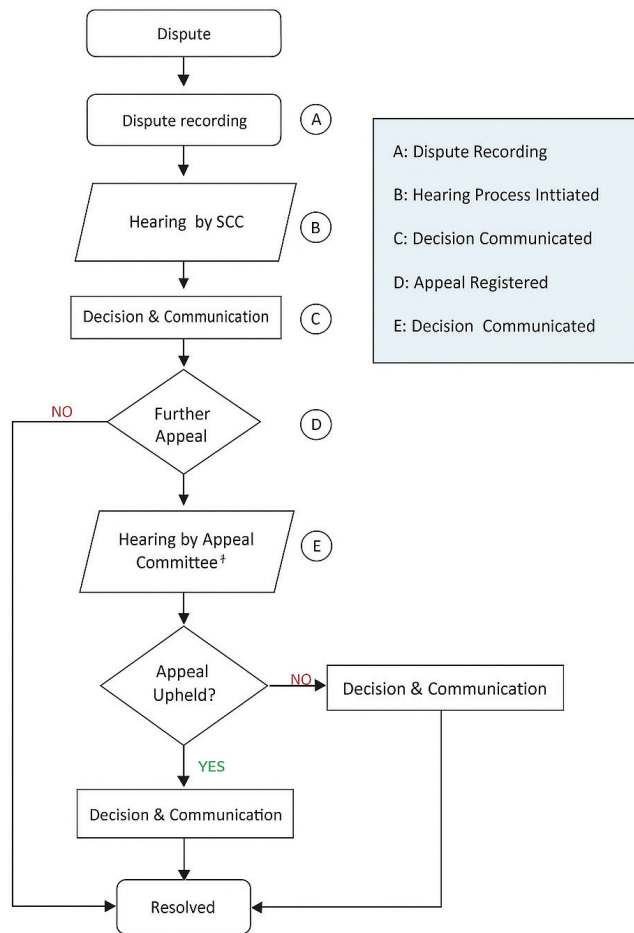 Dispute
Dispute recording
A
Hearing by SCC
B
Decision & Communication
C
Further
Appeal
D
NO
Hearing by Appeal
Committee‡
E
Appeal
Upheld?
NO
Decision & Communication
YES
Decision & Communication
Resolved
A: Dispute Recording
B: Hearing Process Inttiated
C: Decision Communicated
D: Appeal Registered
E: Decision Communicated